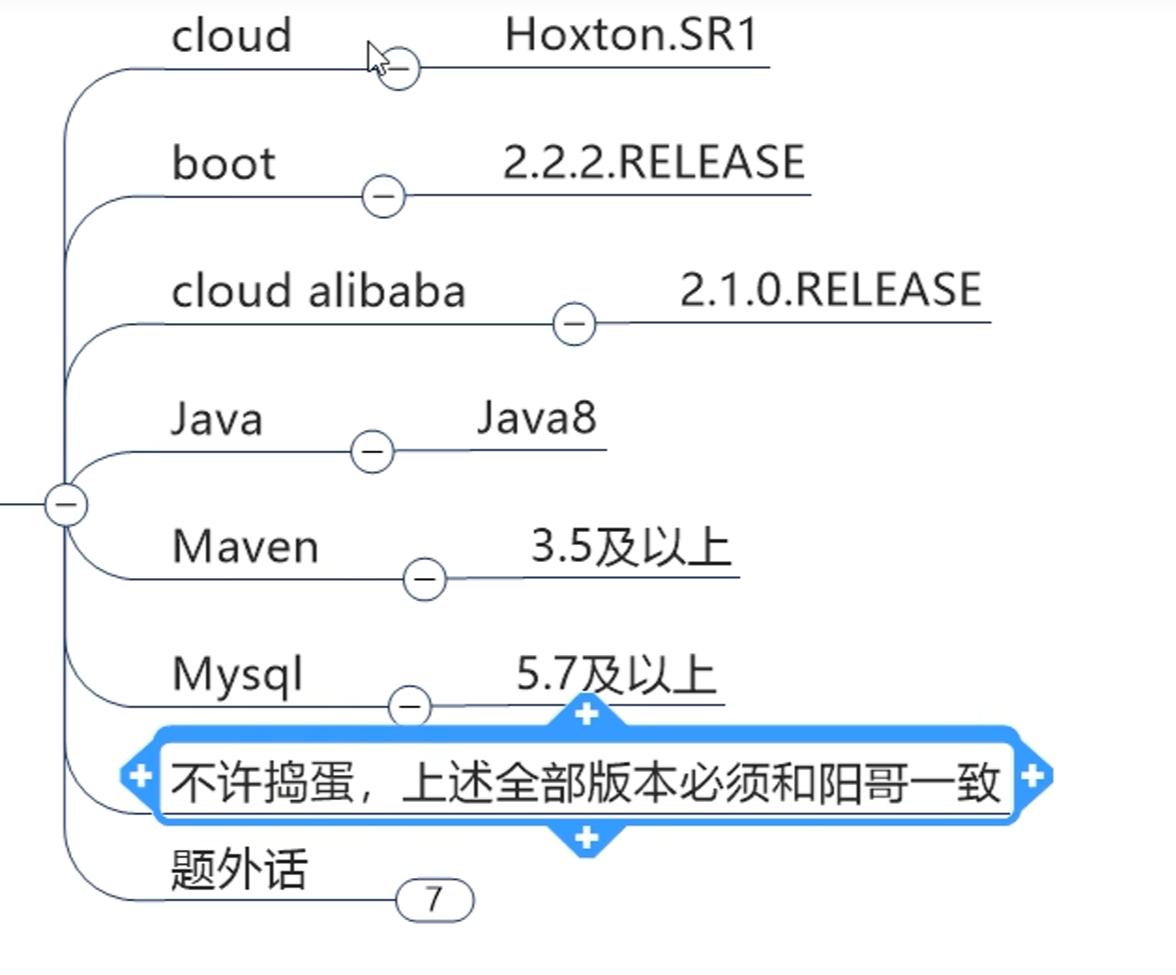 cloud Hoxton.SR1
boot 2.2.2.RELEASE
cloud alibaba 2.1.0.RELEASE
Java Java8
Maven 3.5及以上
Mysql 5.7及以上
不许捣蛋，上述全部版本必须和阳哥一致
题外话 7